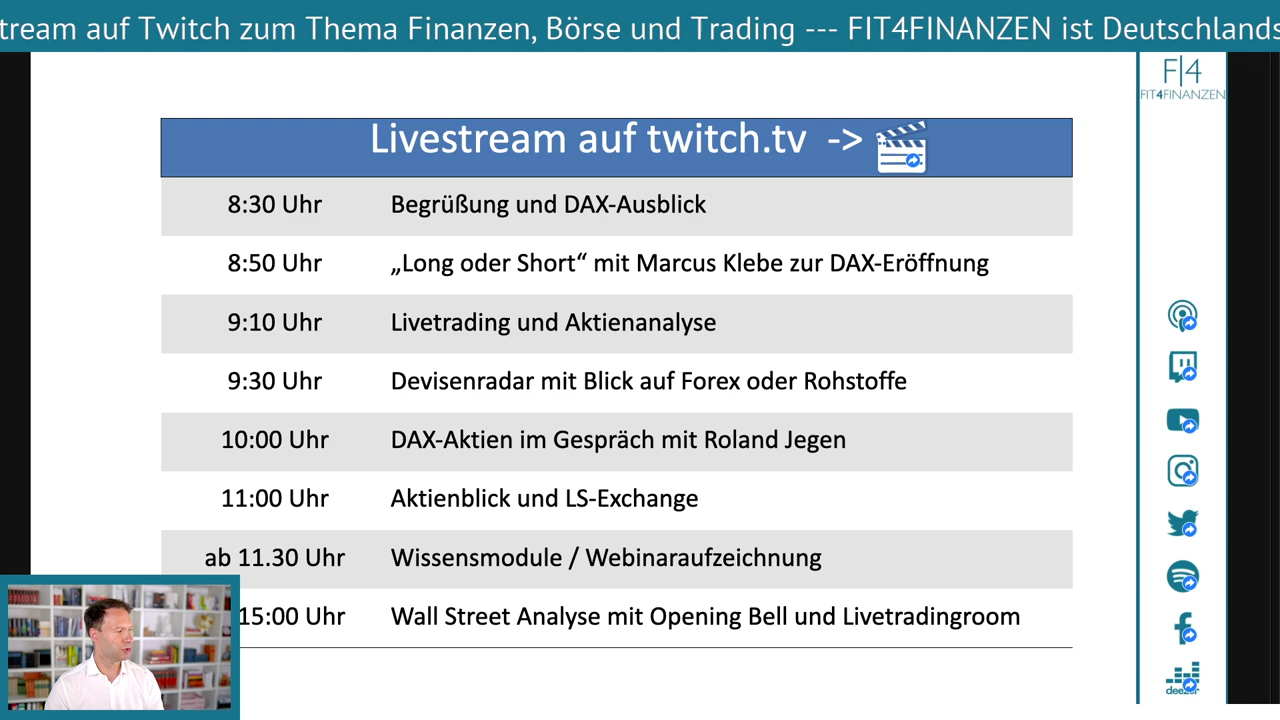 tream auf Twitch zum Thema Finanzen, Börse und Trading --- FIT4FINANZEN ist Deutschlands
F|4
FIT4FINANZEN
Livestream auf twitch.tv ->
8:30 Uhr Begrüßung und DAX-Ausblick
8:50 Uhr „Long oder Short“ mit Marcus Klebe zur DAX-Eröffnung
9:10 Uhr Livetrading und Aktienanalyse
9:30 Uhr Devisenradar mit Blick auf Forex oder Rohstoffe
10:00 Uhr DAX-Aktien im Gespräch mit Roland Jegen
11:00 Uhr Aktienblick und LS-Exchange
ab 11.30 Uhr Wissensmodule / Webinaraufzeichnung
15:00 Uhr Wall Street Analyse mit Opening Bell und Livetradingroom
deezer